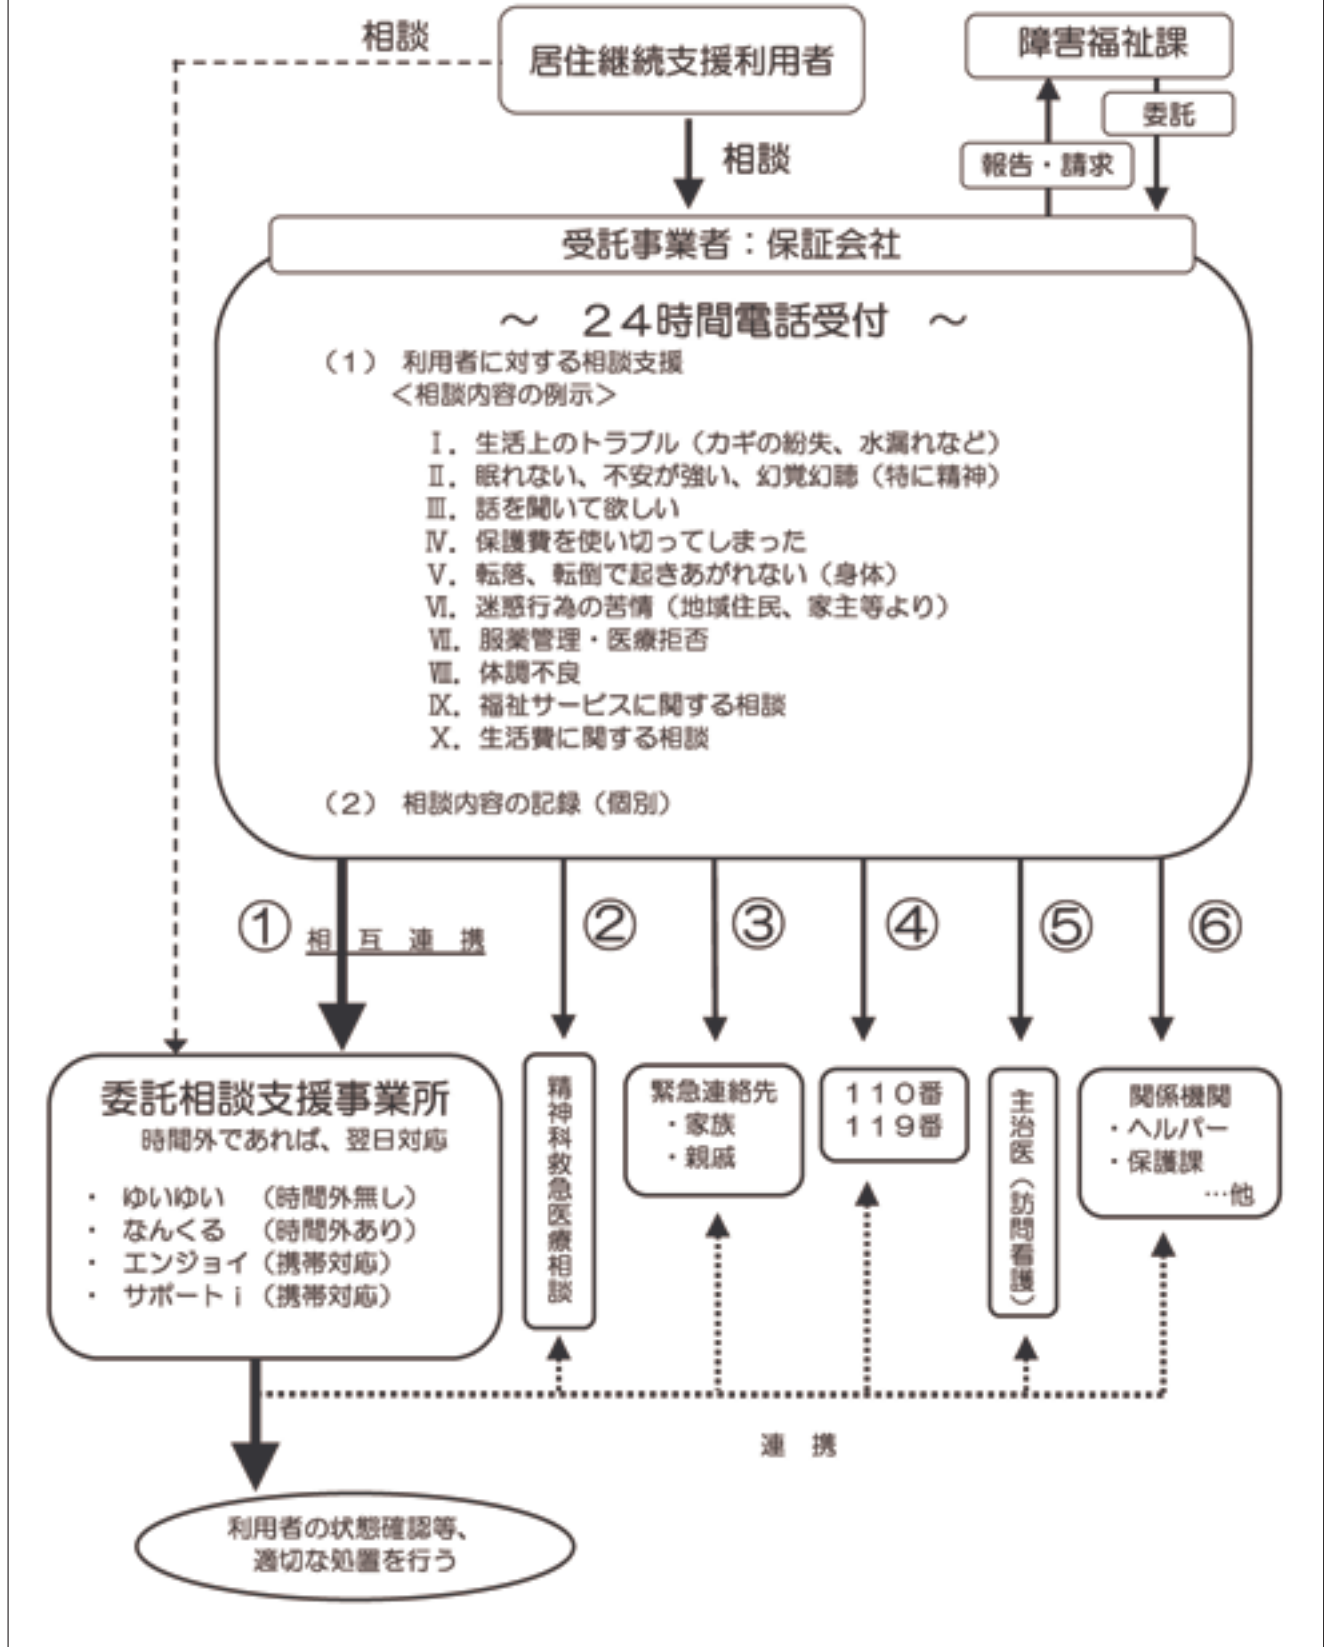 相談
居住継続支援利用者
障害福祉課
委託
相談
報告・請求
受託事業者：保証会社
～　２４時間電話受付　～
（１）　利用者に対する相談支援
＜相談内容の例示＞
Ⅰ．生活上のトラブル（カギの紛失、水漏れなど）
Ⅱ．眠れない、不安が強い、幻覚幻聴（特に精神）
Ⅲ．話を聞いて欲しい
Ⅳ．保護費を使い切ってしまった
Ⅴ．転落、転倒で起きあがれない（身体）
Ⅵ．迷惑行為の苦情（地域住民、家主等より）
Ⅶ．服薬管理・医療拒否
Ⅷ．体調不良
Ⅸ．福祉サービスに関する相談
Ⅹ．生活費に関する相談
（２）　相談内容の記録（個別）
①
相　互　連　携
②
③
④
⑤
⑥
委託相談支援事業所
時間外であれば、翌日対応
・　ゆいゆい　（時間外無し）
・　なんくる　（時間外あり）
・　エンジョイ（携帯対応）
・　サポートｉ（携帯対応）
精神科救急医療相談
緊急連絡先
・家族
・親戚
１１０番
１１９番
主治医（訪問看護）
関係機関
・ヘルパー
・保護課
…他
連　携
利用者の状態確認等、
適切な処置を行う